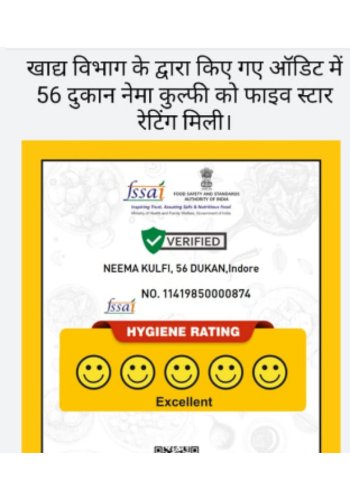 खाद्य विभाग के द्वारा किए गए ऑडिट में
56 दुकान नेमा कुल्फी को फाइव स्टार
रेटिंग मिली।
fssai
FOOD SAFETY AND STANDARDS
AUTHORITY OF INDIA
Inspiring Trust, Assuring Safe & Nutritious Food
Ministry of Health and Family Welfare, Government of India
VERIFIED
NEEMA KULFI, 56 DUKAN,Indore
NO. 11419850000874
fssai
HYGIENE RATING
Excellent